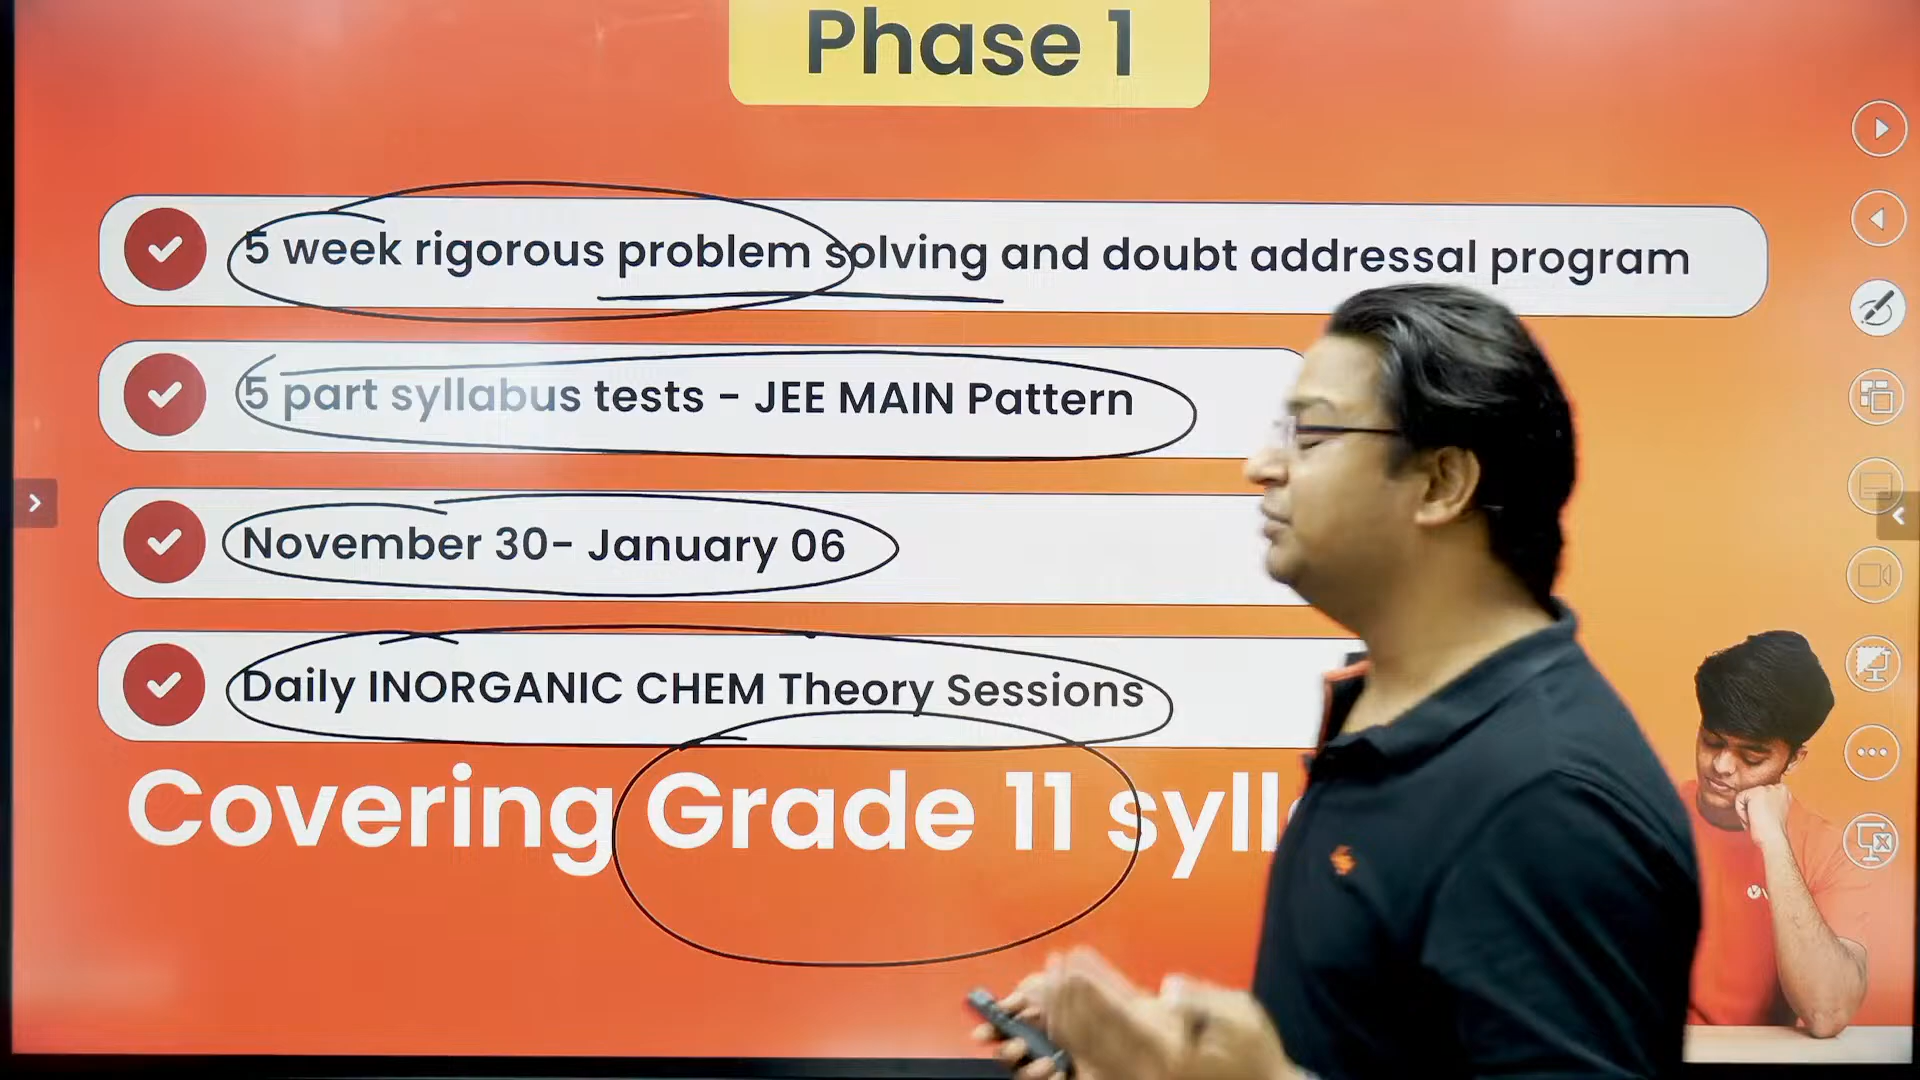 Phase 1
5 week rigorous problem solving and doubt addressal program
5 part syllabus tests - JEE MAIN Pattern
November 30- January 06
Daily INORGANIC CHEM Theory Sessions
Covering Grade 11